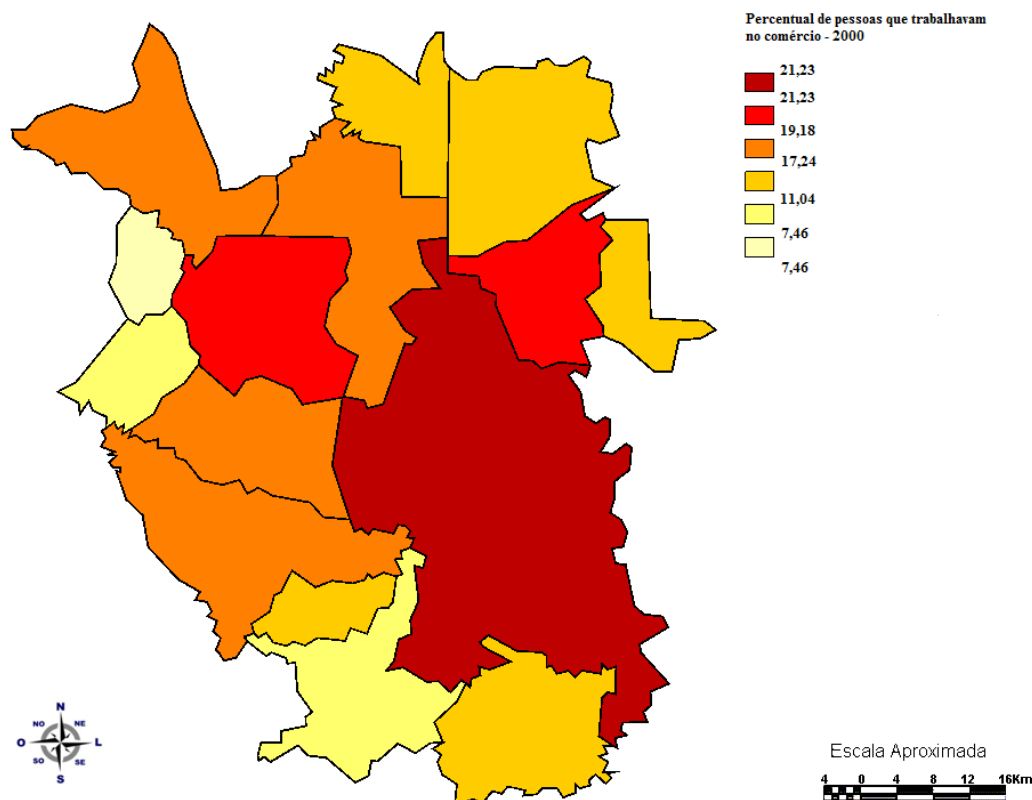 Percentual de pessoas que trabalhavam
no comércio - 2000
21,23
21,23
19,18
17,24
11,04
7,46
7,46
N
NO NE
O L
SO SE
S
Escala Aproximada
4 0 4 8 12 16Km